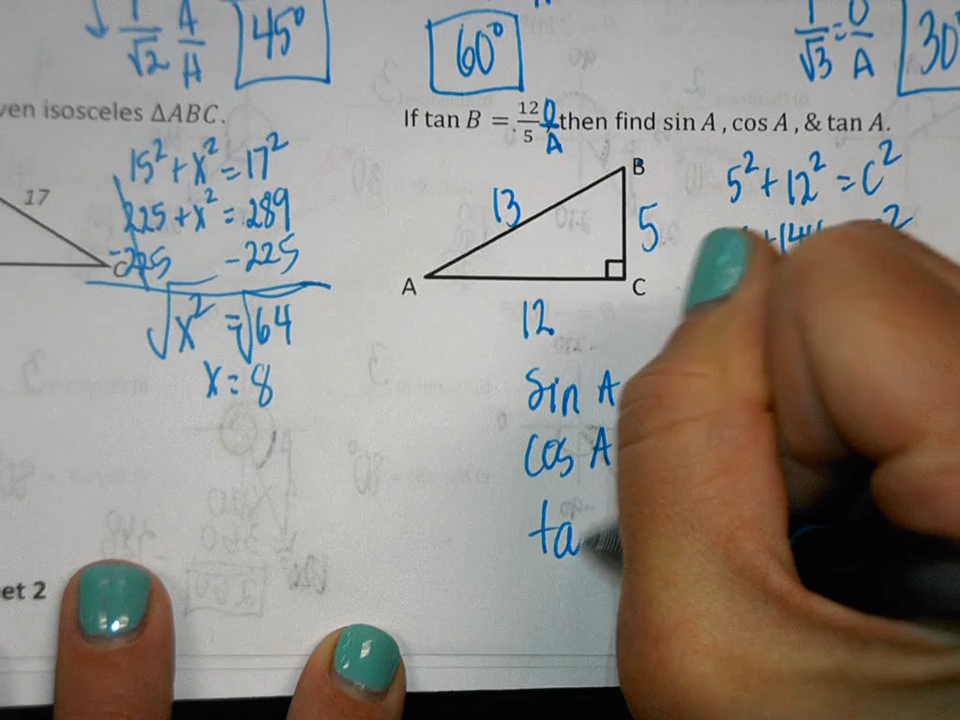 1/√2 A/H 45°
60°
1/√3 = O/A 30°
ven isosceles ΔABC.
15² + x² = 17²
225 + x² = 289
-225 -225
√x² = √64
x = 8
17
C
If tan B = 12/5 O/A then find sin A , cos A , & tan A.
B
13
5
A
C
12
5² + 12² = C²
sin A
cos A
ta
et 2